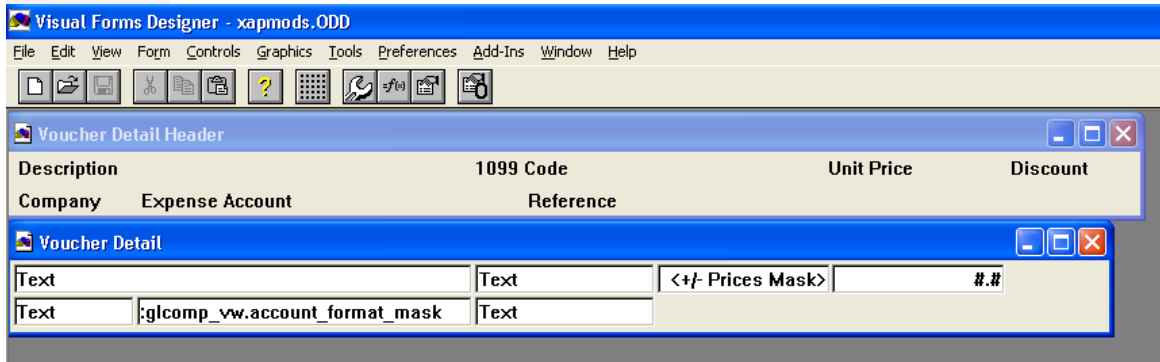 Visual Forms Designer - xapmods.ODD
File Edit View Form Controls Graphics Tools Preferences Add-Ins Window Help
Voucher Detail Header
Description 1099 Code Unit Price Discount
Company Expense Account Reference
Voucher Detail
Text Text <+/- Prices Mask> #.#
Text :glcomp_vw.account_format_mask Text